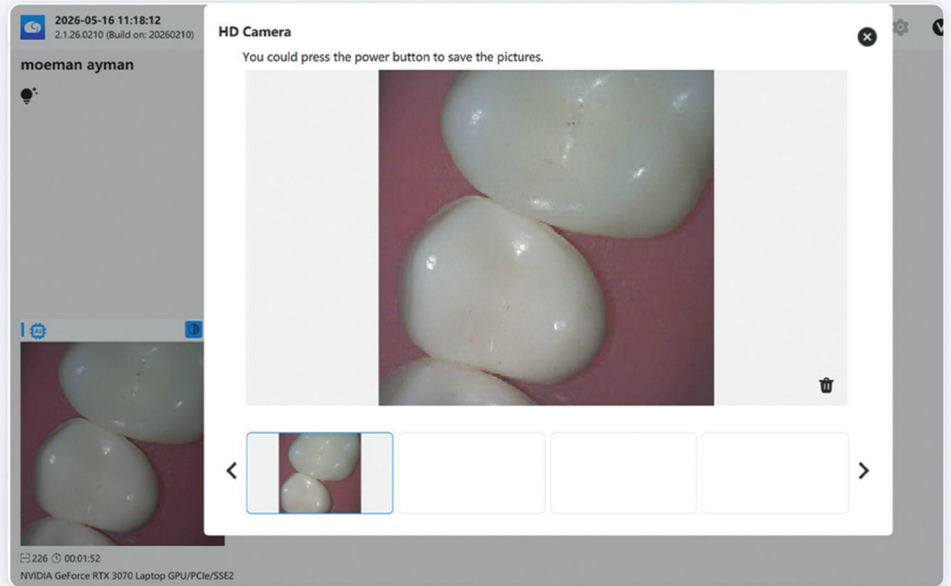 2026-05-16 11:18:12
2.1.26.0210 (Build on: 20260210)
moeman ayman
HD Camera
You could press the power button to save the pictures.
226 00:01:52
NVIDIA GeForce RTX 3070 Laptop GPU/PCIe/SSE2